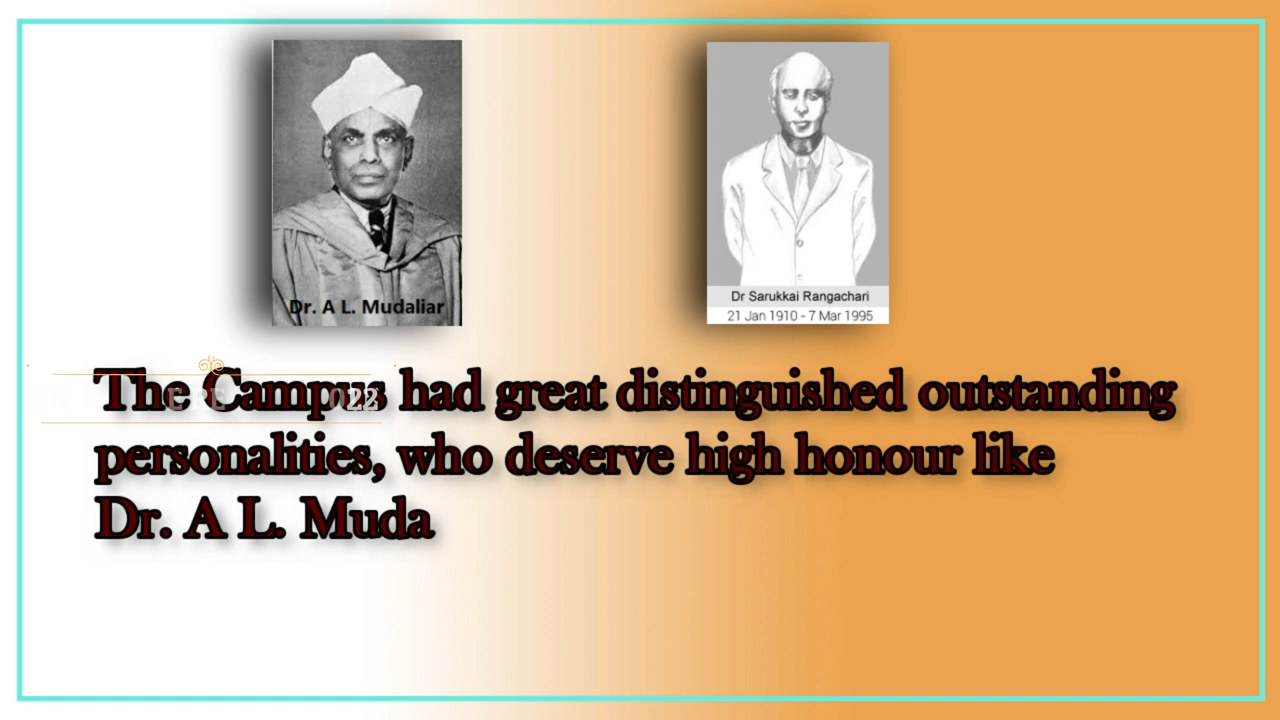 Dr. A L. Mudaliar
Dr Sarukkai Rangachari
21 Jan 1910 - 7 Mar 1995
The Campus had great distinguished outstanding
personalities, who deserve high honour like
Dr. A L. Muda